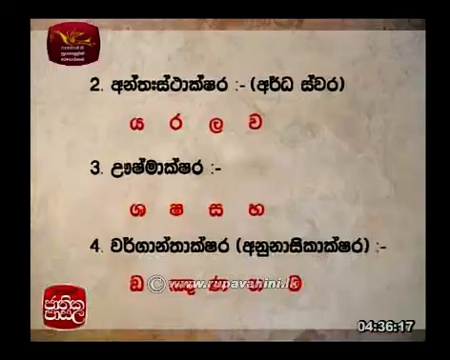 2. අන්තඃස්ථාක්ෂර :- (අර්ධ ස්වර)
ය ර ල ව
3. ඌෂ්මාක්ෂර :-
ශ ෂ ස හ
4. වර්ගාන්තාක්ෂර (අනුනාසිකාක්ෂර) :-
ඞ ඤ ණ න ම
© www.rupavahini.lk
ජාතික
පාසල
04:36:17